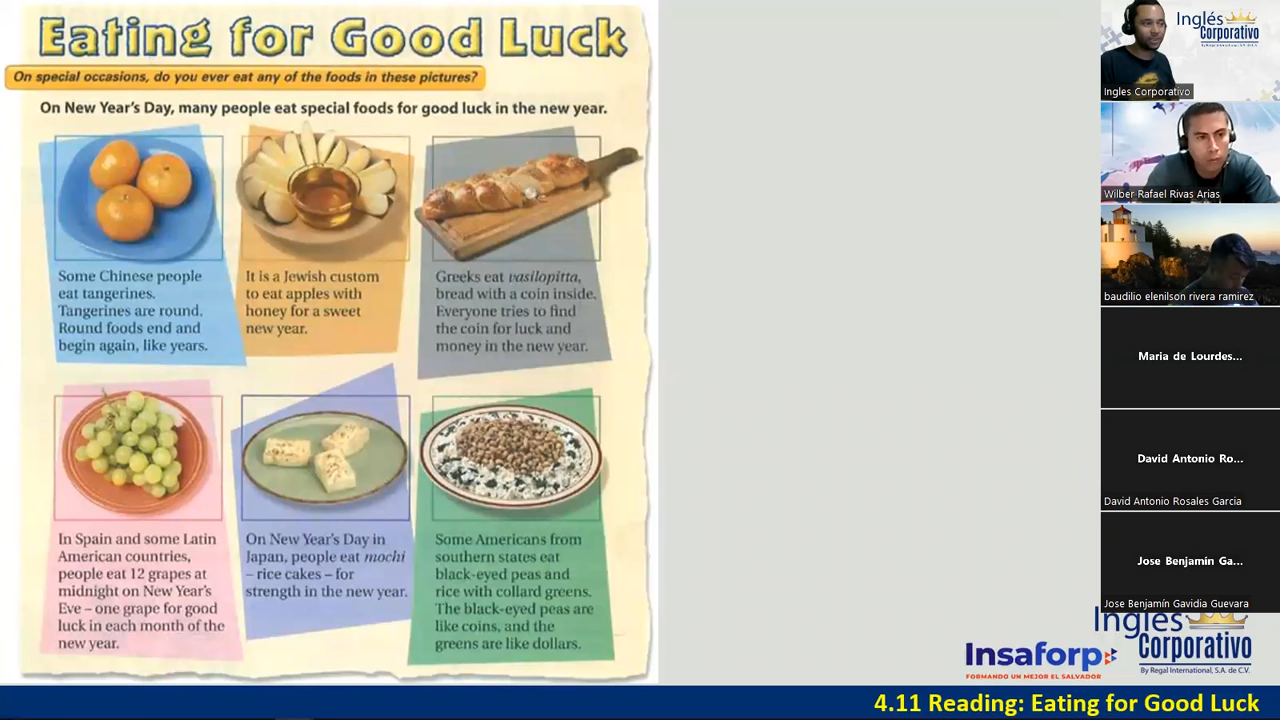 Eating for Good Luck
On special occasions, do you ever eat any of the foods in these pictures?
On New Year's Day, many people eat special foods for good luck in the new year.
Some Chinese people
eat tangerines.
Tangerines are round.
Round foods end and
begin again, like years.
It is a Jewish custom
to eat apples with
honey for a sweet
new year.
Greeks eat vasilopitta,
bread with a coin inside.
Everyone tries to find
the coin for luck and
money in the new year.
In Spain and some Latin
American countries,
people eat 12 grapes at
midnight on New Year's
Eve – one grape for good
luck in each month of the
new year.
On New Year's Day in
Japan, people eat mochi
– rice cakes – for
strength in the new year.
Some Americans from
southern states eat
black-eyed peas and
rice with collard greens.
The black-eyed peas are
like coins, and the
greens are like dollars.
Inglés
Corporativo
By Regal International, S.A. de C.V.
Ingles Corporativo
Wilber Rafael Rivas Arias
baudilio elenilson rivera ramirez
Maria de Lourdes...
David Antonio Ro...
David Antonio Rosales Garcia
Jose Benjamin Ga...
Jose Benjamín Gavidia Guevara
Insaforp
FORMANDO UN MEJOR EL SALVADOR
Inglés
Corporativo
By Regal International, S.A. de C.V.
4.11 Reading: Eating for Good Luck